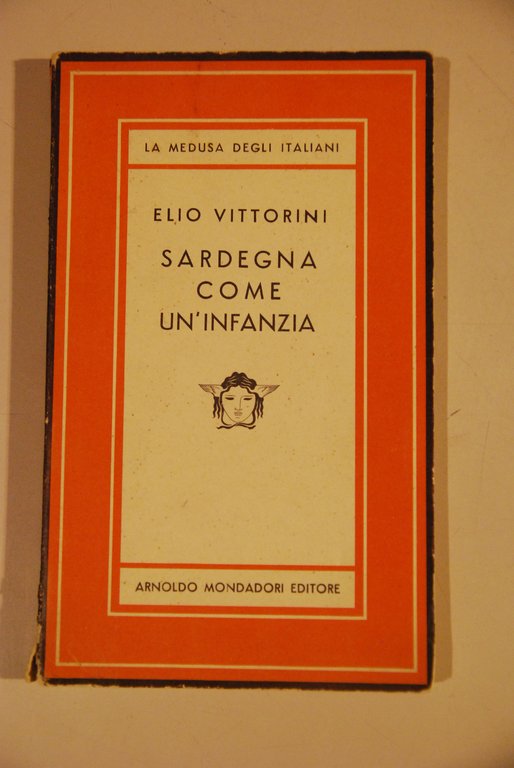 LA MEDUSA DEGLI ITALIANI
ELIO VITTORINI
SARDEGNA
COME
UN'INFANZIA
ARNOLDO MONDADORI EDITORE